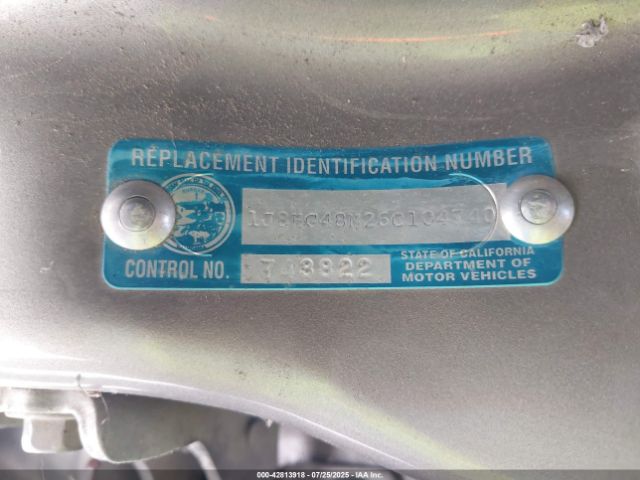 REPLACEMENT IDENTIFICATION NUMBER
CONTROL NO.
STATE OF CALIFORNIA
DEPARTMENT OF
MOTOR VEHICLES
000-42813918 - 07/25/2025 - IAA Inc.